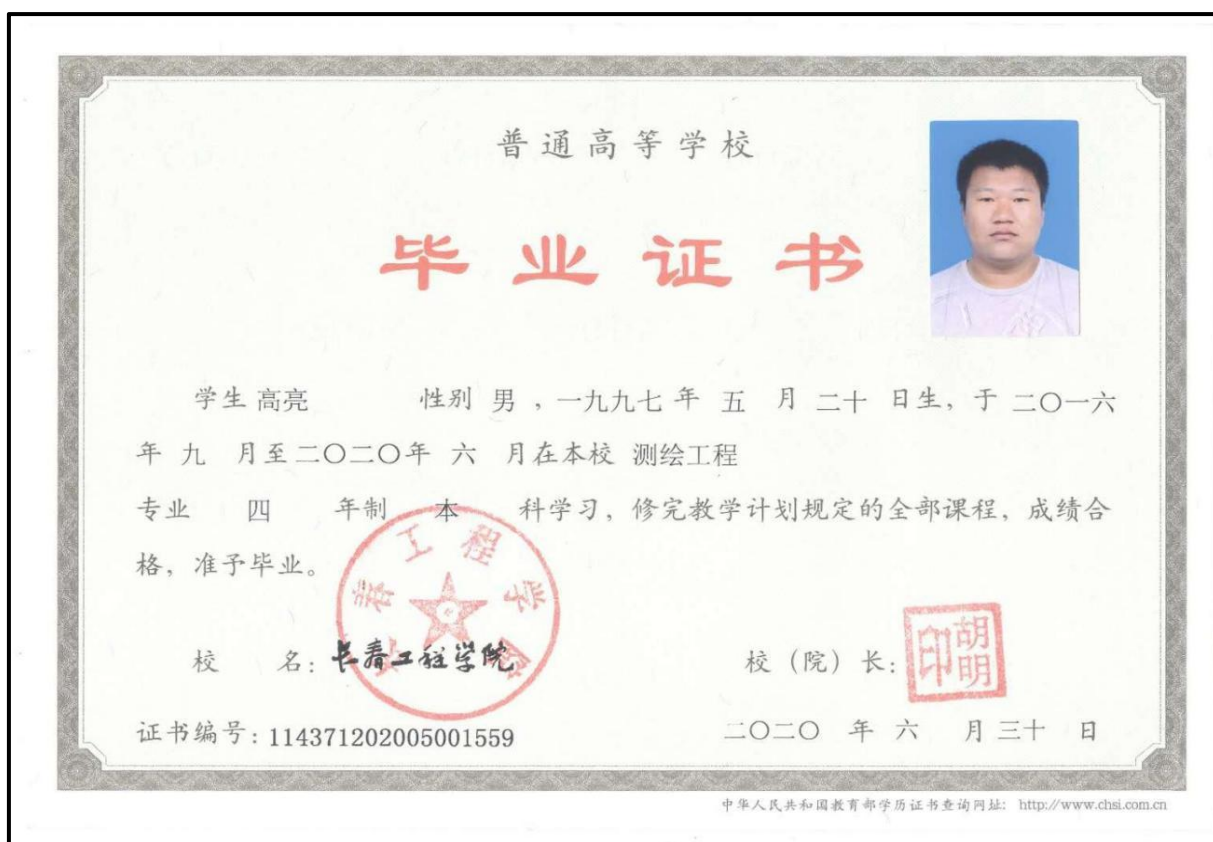 普通高等学校
毕业证书
学生 高亮 性别 男 , 一九九七 年 五 月 二十 日生, 于 二〇一六
年 九 月至二〇二〇年 六 月在本校 测绘工程
专业 四 年制 本 科学习, 修完教学计划规定的全部课程, 成绩合
格, 准予毕业。
长春工程学院
校 名: 长春工程学院 校 (院) 长: 胡明印
证书编号: 114371202005001559 二〇二〇 年 六 月 三十 日
中华人民共和国教育部学历证书查询网址: http://www.chsi.com.cn